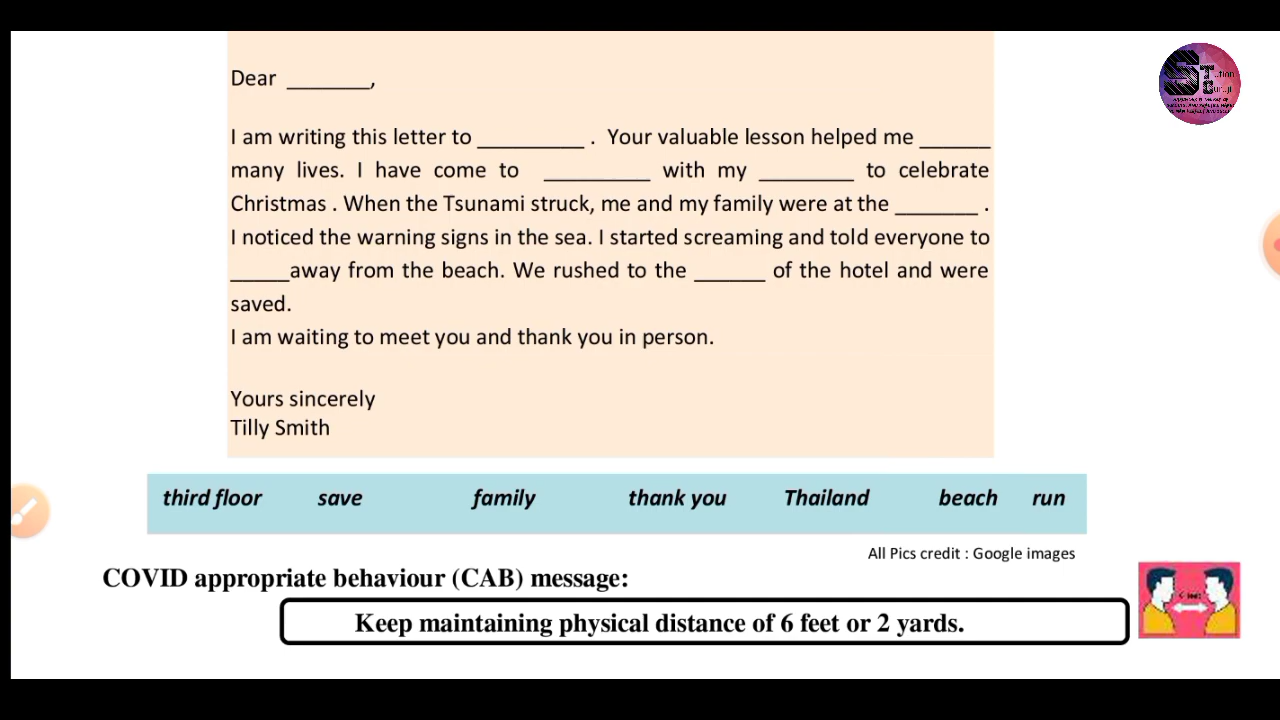 Dear _______,
I am writing this letter to _________ . Your valuable lesson helped me ______
many lives. I have come to _________ with my ________ to celebrate
Christmas . When the Tsunami struck, me and my family were at the _______ .
I noticed the warning signs in the sea. I started screaming and told everyone to
_____away from the beach. We rushed to the ______ of the hotel and were
saved.
I am waiting to meet you and thank you in person.
Yours sincerely
Tilly Smith
third floor save family thank you Thailand beach run
All Pics credit : Google images
COVID appropriate behaviour (CAB) message:
Keep maintaining physical distance of 6 feet or 2 yards.